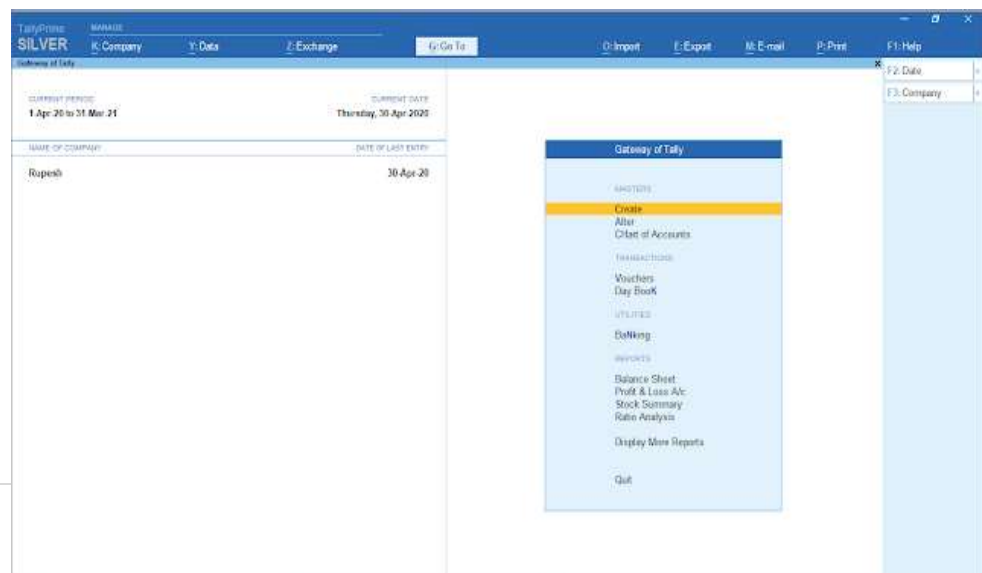 TallyPrime
MANAGE
SILVER
K: Company
Y: Data
Z: Exchange
G: Go To
O: Import
E: Export
M: E-mail
P: Print
F1: Help
Gateway of Tally
F2: Date
F3: Company
CURRENT PERIOD
CURRENT DATE
1-Apr-20 to 31-Mar-21
Thursday, 30-Apr-2020
NAME OF COMPANY
DATE OF LAST ENTRY
Rupesh
30-Apr-20
Gateway of Tally
MASTERS
Create
Alter
CHart of Accounts
TRANSACTIONS
Vouchers
Day BooK
UTILITIES
BaNking
REPORTS
Balance Sheet
Profit & Loss A/c
Stock Summary
Ratio Analysis
Display More Reports
Quit